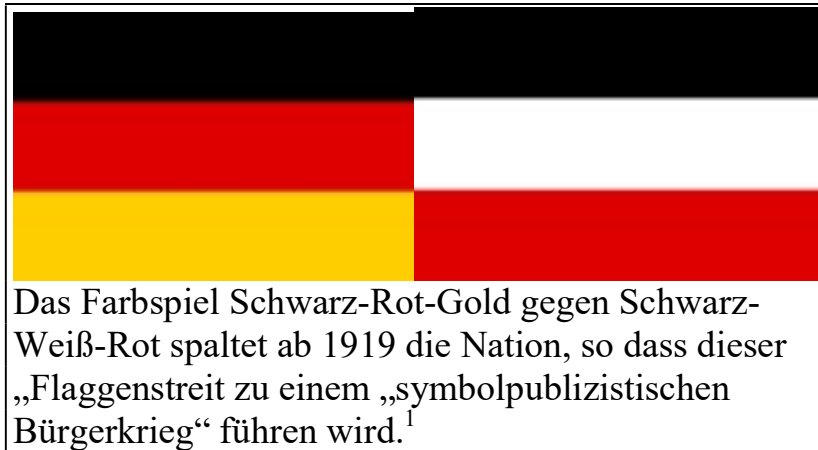 Das Farbspiel Schwarz-Rot-Gold gegen Schwarz-
Weiß-Rot spaltet ab 1919 die Nation, so dass dieser
„Flaggenstreit zu einem „symbolpublizistischen
Bürgerkrieg“ führen wird.¹